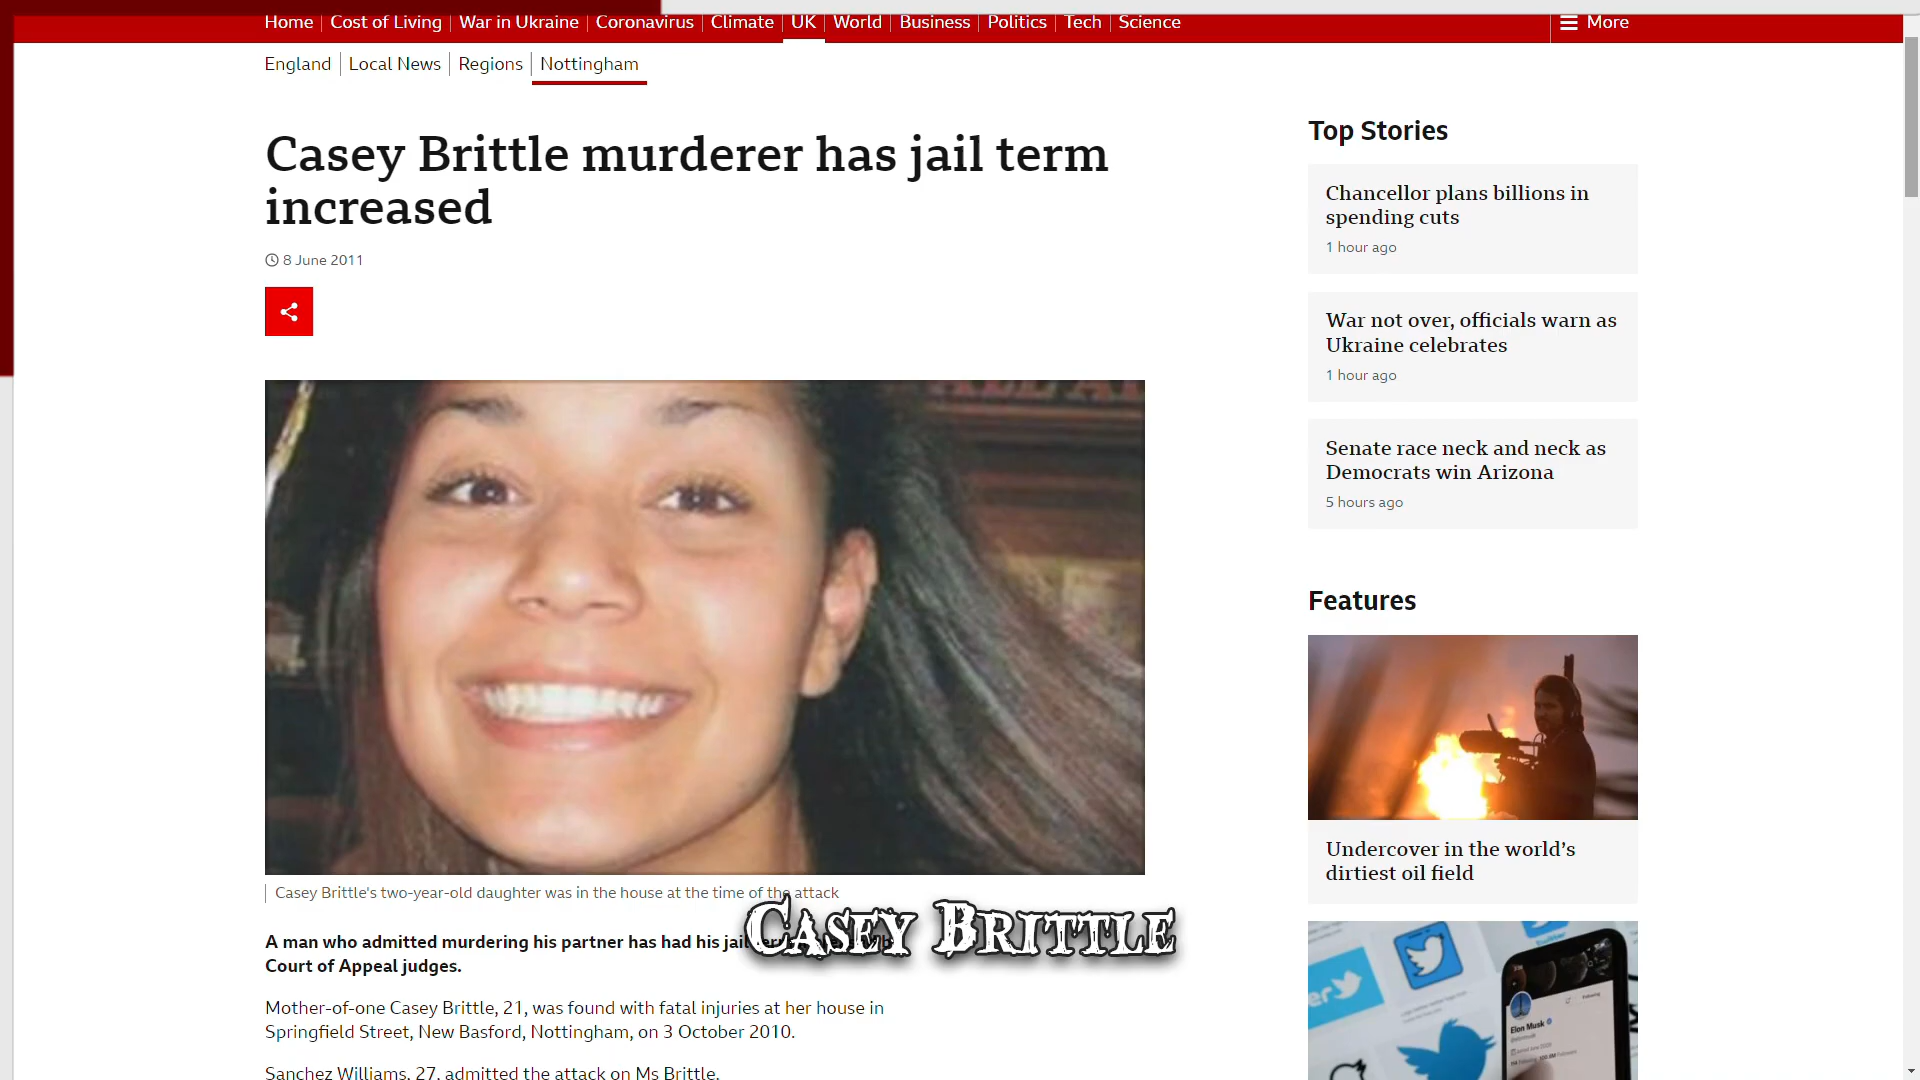 Home Cost of Living War in Ukraine Coronavirus Climate UK World Business Politics Tech Science More
England Local News Regions Nottingham
Casey Brittle murderer has jail term
increased
8 June 2011
Casey Brittle's two-year-old daughter was in the house at the time of the attack
A man who admitted murdering his partner has had his jail
Court of Appeal judges.
CASEY BRITTLE
Mother-of-one Casey Brittle, 21, was found with fatal injuries at her house in
Springfield Street, New Basford, Nottingham, on 3 October 2010.
Sanchez Williams, 27, admitted the attack on Ms Brittle.
Top Stories
Chancellor plans billions in
spending cuts
1 hour ago
War not over, officials warn as
Ukraine celebrates
1 hour ago
Senate race neck and neck as
Democrats win Arizona
5 hours ago
Features
Undercover in the world’s
dirtiest oil field
Elon Musk